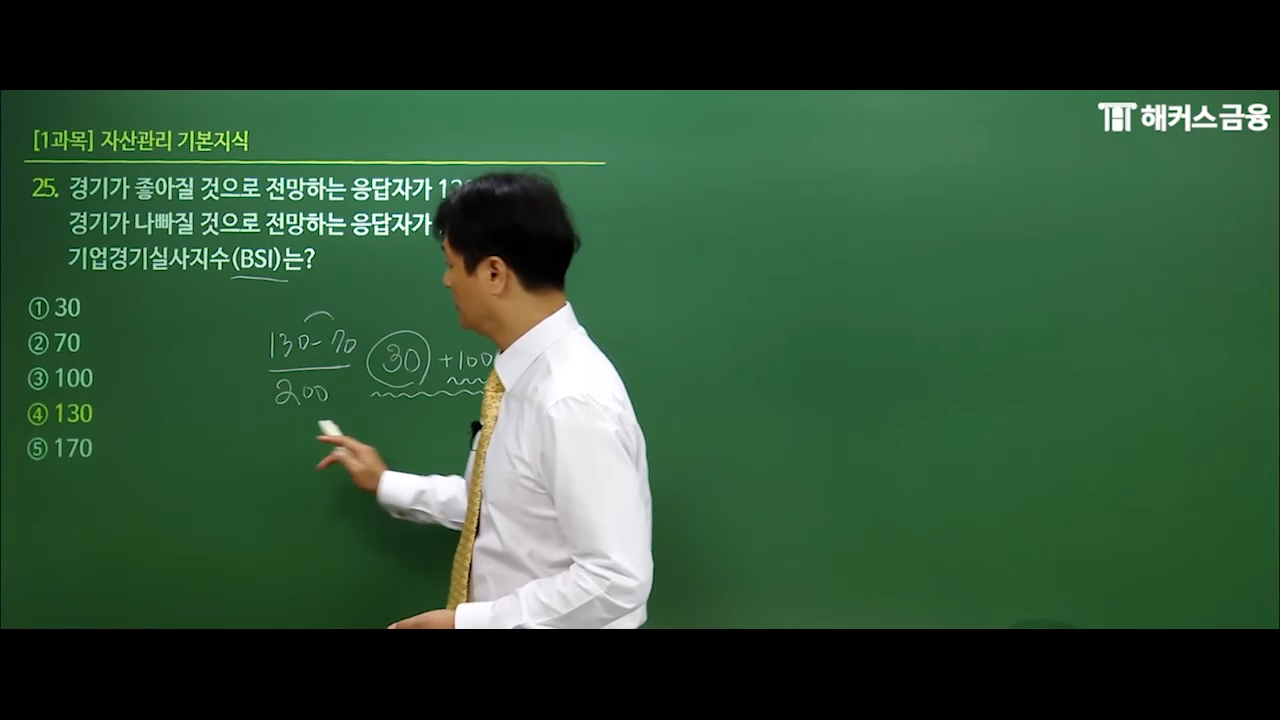 해커스금융
[1과목] 자산관리 기본지식
25. 경기가 좋아질 것으로 전망하는 응답자가
경기가 나빠질 것으로 전망하는 응답자가
기업경기실사지수(BSI)는?
① 30
② 70
③ 100
④ 130
⑤ 170
130-70
200
30 +100